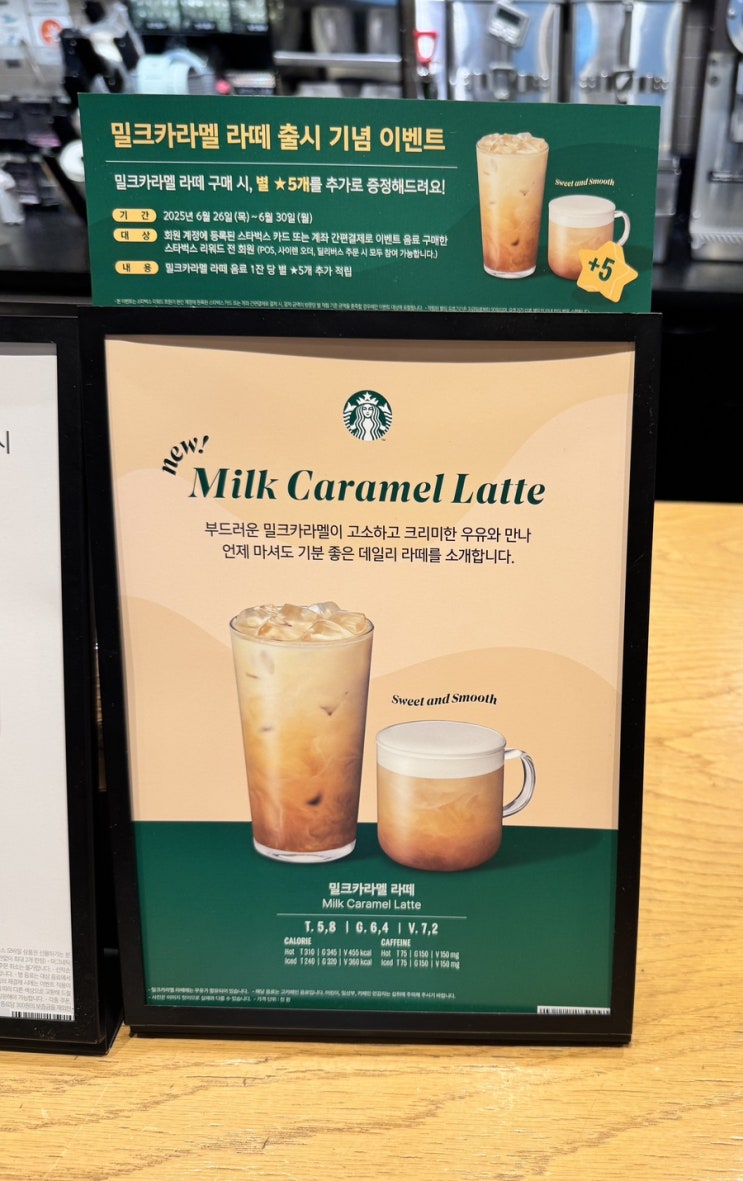 밀크카라멜 라떼 출시 기념 이벤트
밀크카라멜 라떼 구매 시, 별 ★5개를 추가로 증정해드려요!
기 간 2025년 6월 26일(목) ~ 6월 30일(월)
대 상 회원 계정에 등록된 스타벅스 카드 또는 계좌 간편결제로 이벤트 음료 구매한
스타벅스 리워드 전 회원 (POS, 사이렌 오더, 딜리버스 주문 시 모두 참여 가능합니다.)
내 용 밀크카라멜 라떼 음료 1잔 당 별 ★5개 추가 적립
Sweet and Smooth
+5
시
new!
Milk Caramel Latte
부드러운 밀크카라멜이 고소하고 크리미한 우유와 만나
언제 마셔도 기분 좋은 데일리 라떼를 소개합니다.
Sweet and Smooth
밀크카라멜 라떼
Milk Caramel Latte
T. 5,8 | G. 6,4 | V. 7,2
CALORIE CAFFEINE
Hot T 310 | G 345 | V 455 kcal Hot T 75 | G 150 | V 150 mg
Iced T 240 | G 320 | V 360 kcal Iced T 75 | G 150 | V 150 mg